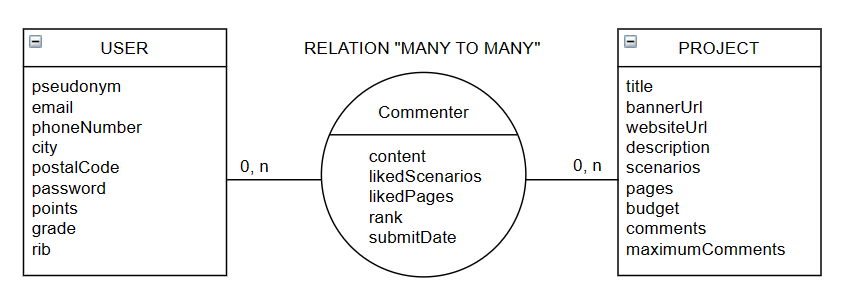 USER
pseudonym
email
phoneNumber
city
postalCode
password
points
grade
rib
0, n
RELATION "MANY TO MANY"
Commenter
content
likedScenarios
likedPages
rank
submitDate
0, n
PROJECT
title
bannerUrl
websiteUrl
description
scenarios
pages
budget
comments
maximumComments